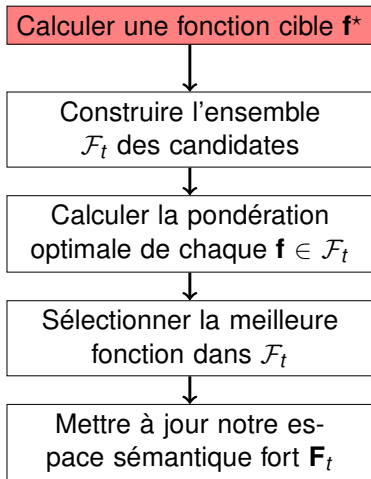 Calculer une fonction cible f⋆
Construire l'ensemble
ℱt des candidates
Calculer la pondération
optimale de chaque f ∈ ℱt
Sélectionner la meilleure
fonction dans ℱt
Mettre à jour notre es-
pace sémantique fort Ft